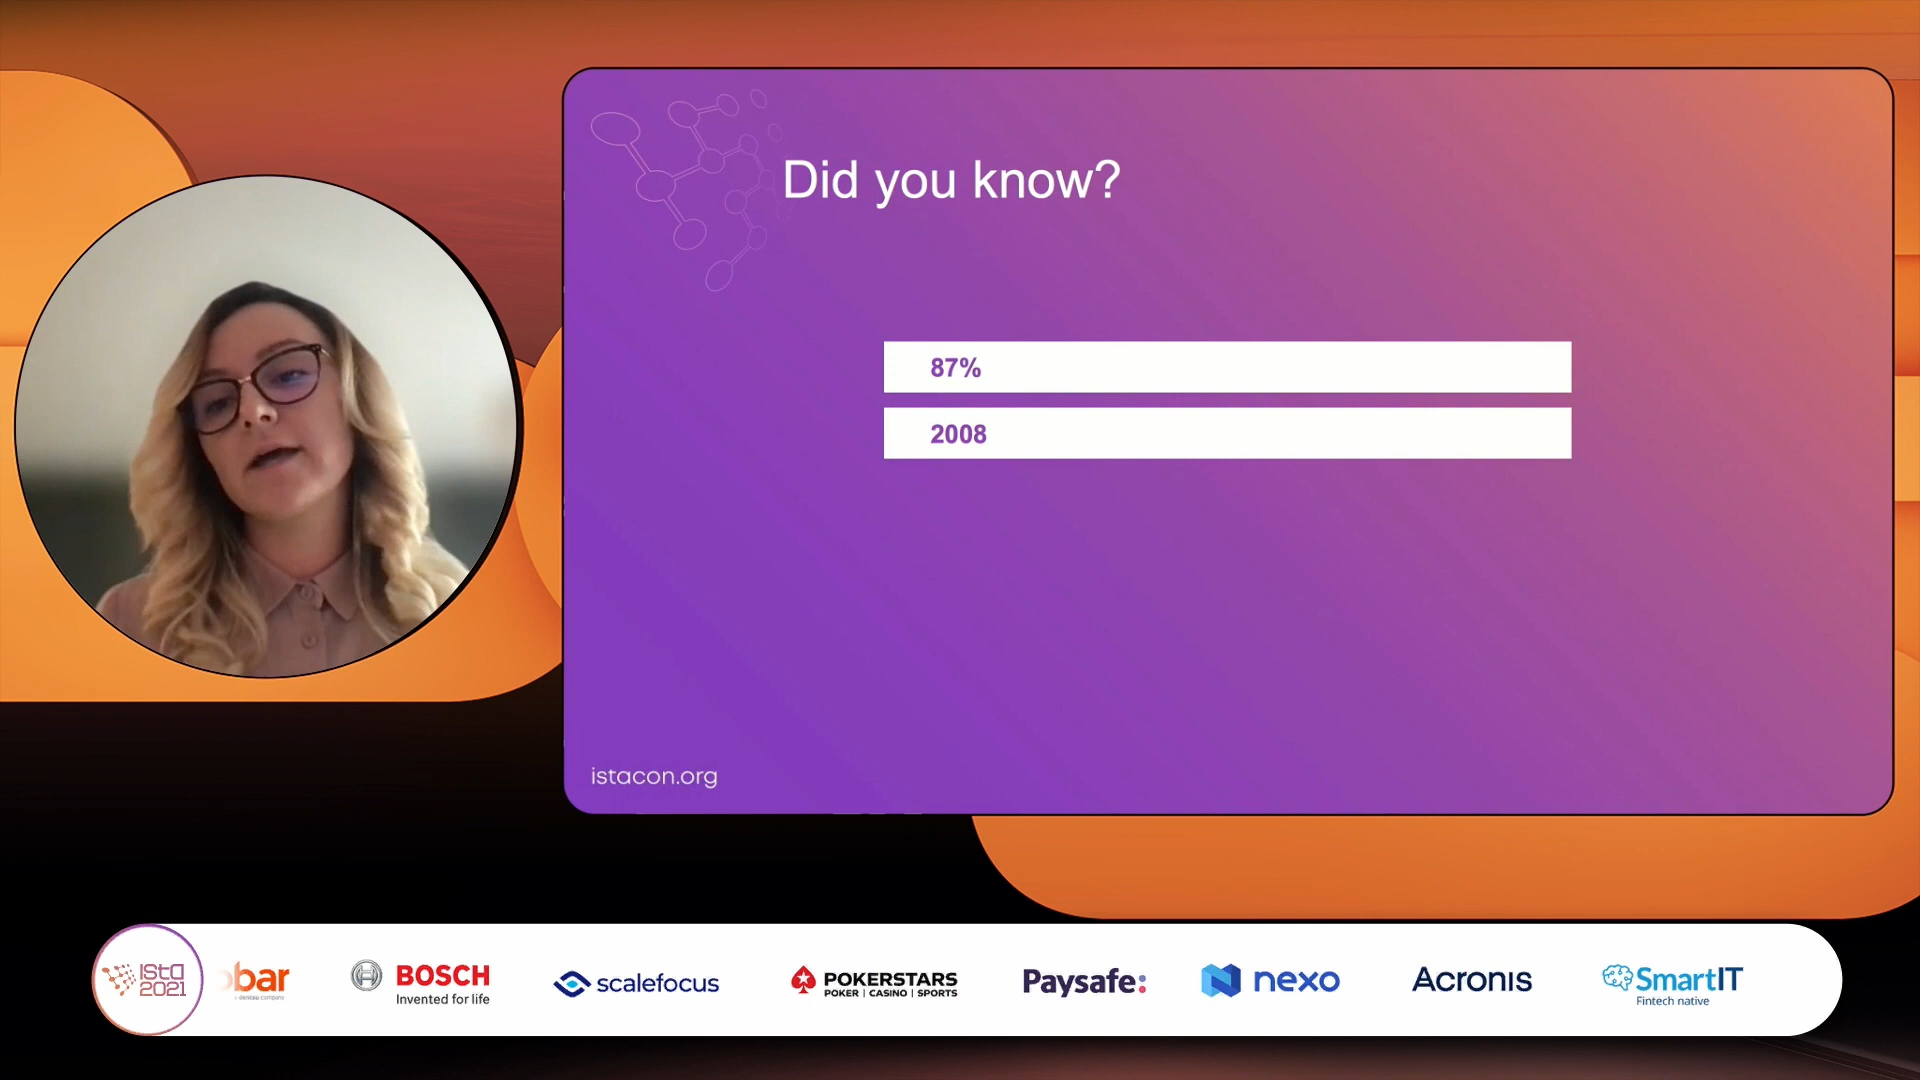 Did you know?
87%
2008
istacon.org
ista
2021
bar
BOSCH
Invented for life
scalefocus
POKERSTARS
POKER | CASINO | SPORTS
Paysafe:
nexo
Acronis
SmartIT
Fintech native